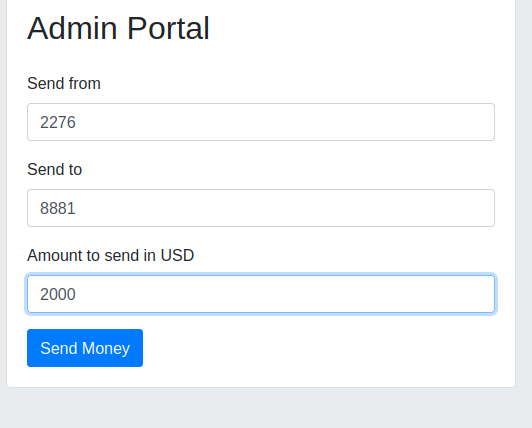 Admin Portal
Send from
2276
Send to
8881
Amount to send in USD
2000
Send Money